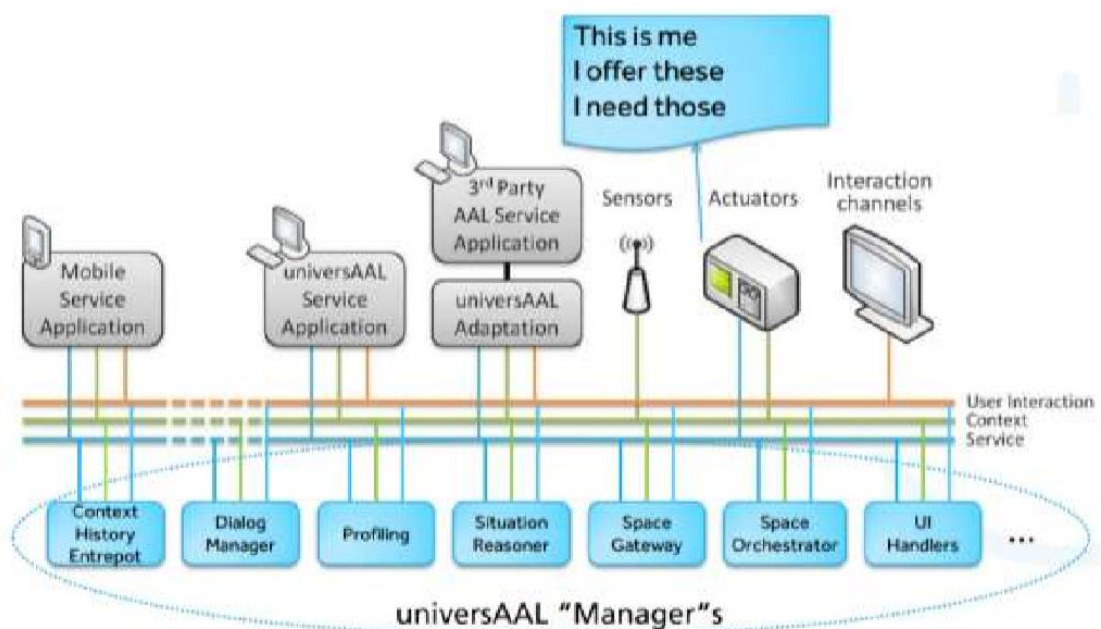 This is me
I offer these
I need those
3rd Party
AAL Service
Application
Sensors
Actuators
Interaction
channels
Mobile
Service
Application
universAAL
Service
Application
universAAL
Adaptation
User Interaction
Context
Service
Context
History
Entrepot
Dialog
Manager
Profiling
Situation
Reasoner
Space
Gateway
Space
Orchestrator
UI
Handlers
...
universAAL "Manager"s